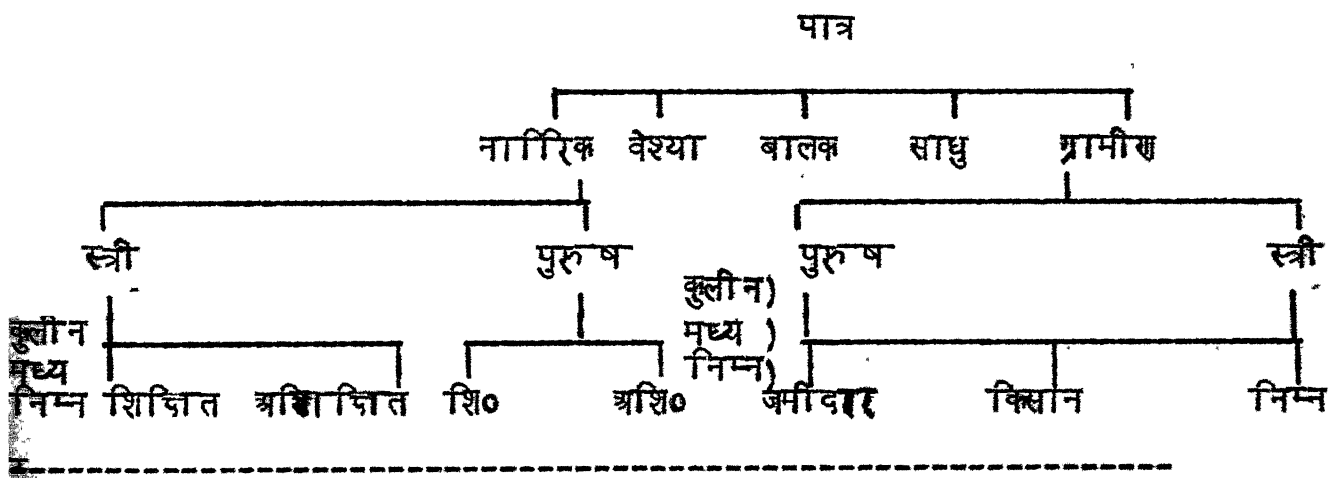 पात्र
नागरिक वेश्या बालक साधु ग्रामीण
स्त्री पुरुष पुरुष स्त्री
कुलीन)
कुलीन मध्य )
मध्य निम्न)
निम्न शिक्षित अशिक्षित शि० अशि० जमींदार किसान निम्न